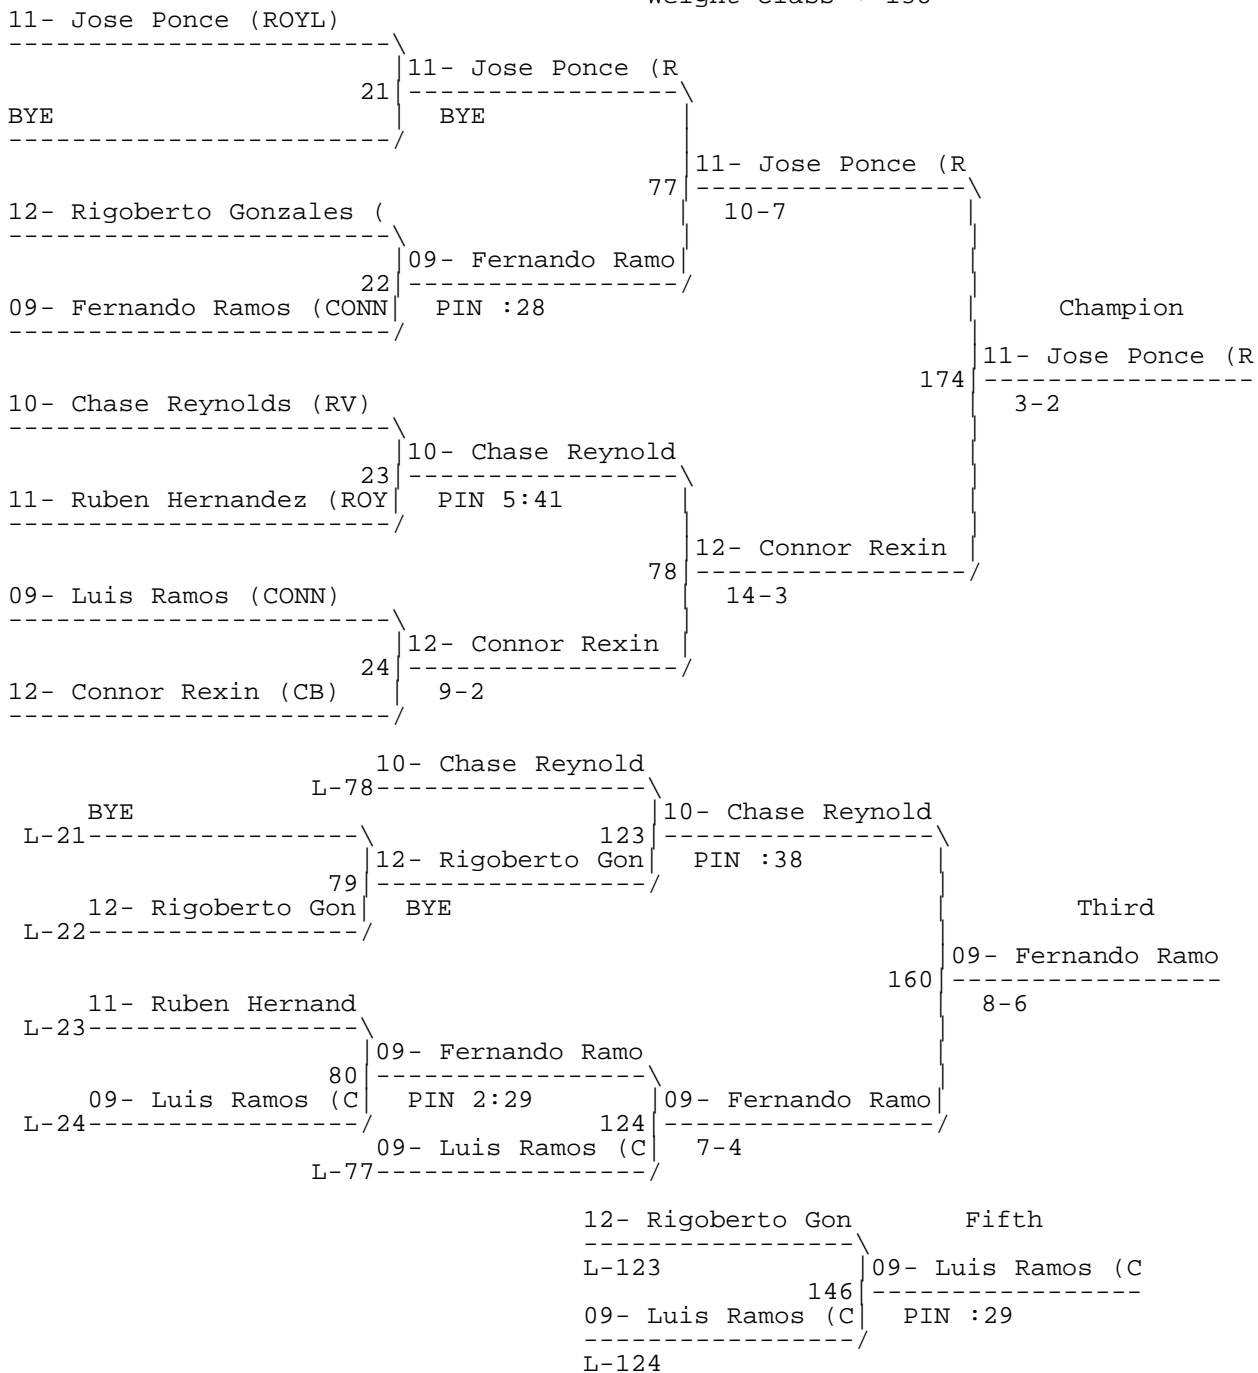 11- Jose Ponce (ROYL)
11- Jose Ponce (R
21
BYE
BYE
11- Jose Ponce (R
77
12- Rigoberto Gonzales (
10-7
09- Fernando Ramo
22
09- Fernando Ramos (CONN
PIN :28
Champion
11- Jose Ponce (R
174
10- Chase Reynolds (RV)
3-2
10- Chase Reynold
23
11- Ruben Hernandez (ROY
PIN 5:41
12- Connor Rexin
78
09- Luis Ramos (CONN)
14-3
12- Connor Rexin
24
12- Connor Rexin (CB)
9-2
10- Chase Reynold
L-78
BYE
10- Chase Reynold
L-21
123
12- Rigoberto Gon
PIN :38
79
12- Rigoberto Gon
BYE
Third
L-22
09- Fernando Ramo
160
11- Ruben Hernand
8-6
L-23
09- Fernando Ramo
80
09- Luis Ramos (C
PIN 2:29
09- Fernando Ramo
L-24
124
09- Luis Ramos (C
7-4
L-77
12- Rigoberto Gon
Fifth
L-123
09- Luis Ramos (C
146
09- Luis Ramos (C
PIN :29
L-124